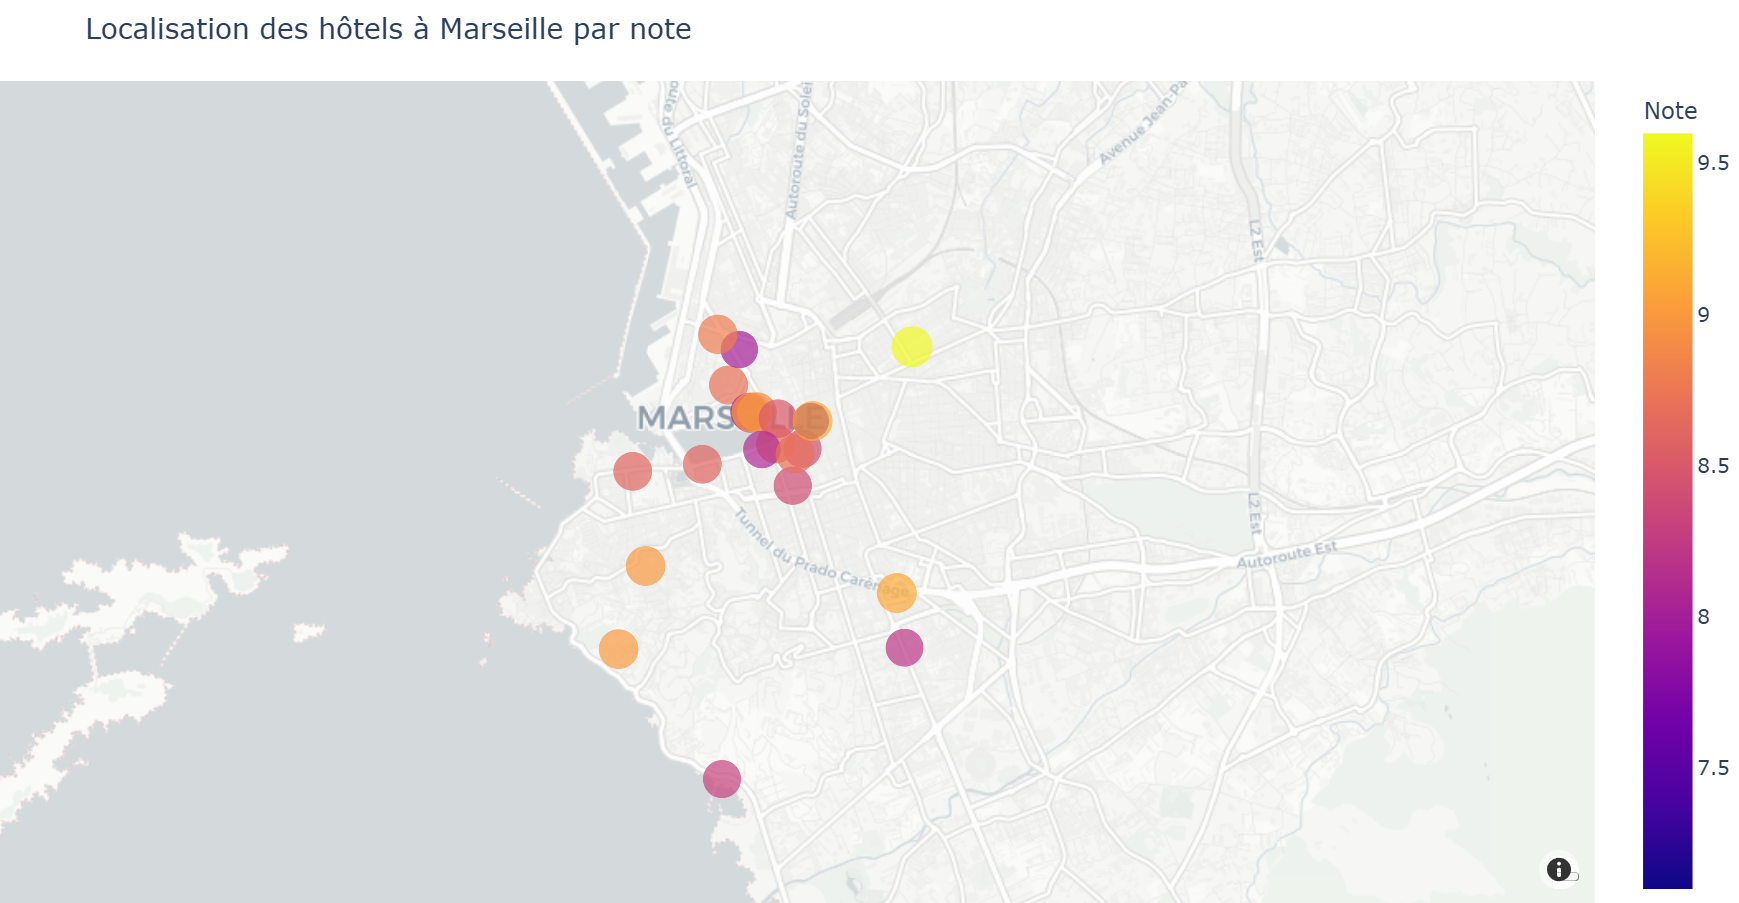 Localisation des hôtels à Marseille par note
Note
9.5
9
8.5
8
7.5
Autoroute du Soleil
Avenue Jean-Pa
L2 Est
MARS
L E
L2 Est
Autoroute Est
Tunnel du Prado Carénage
du Littoral